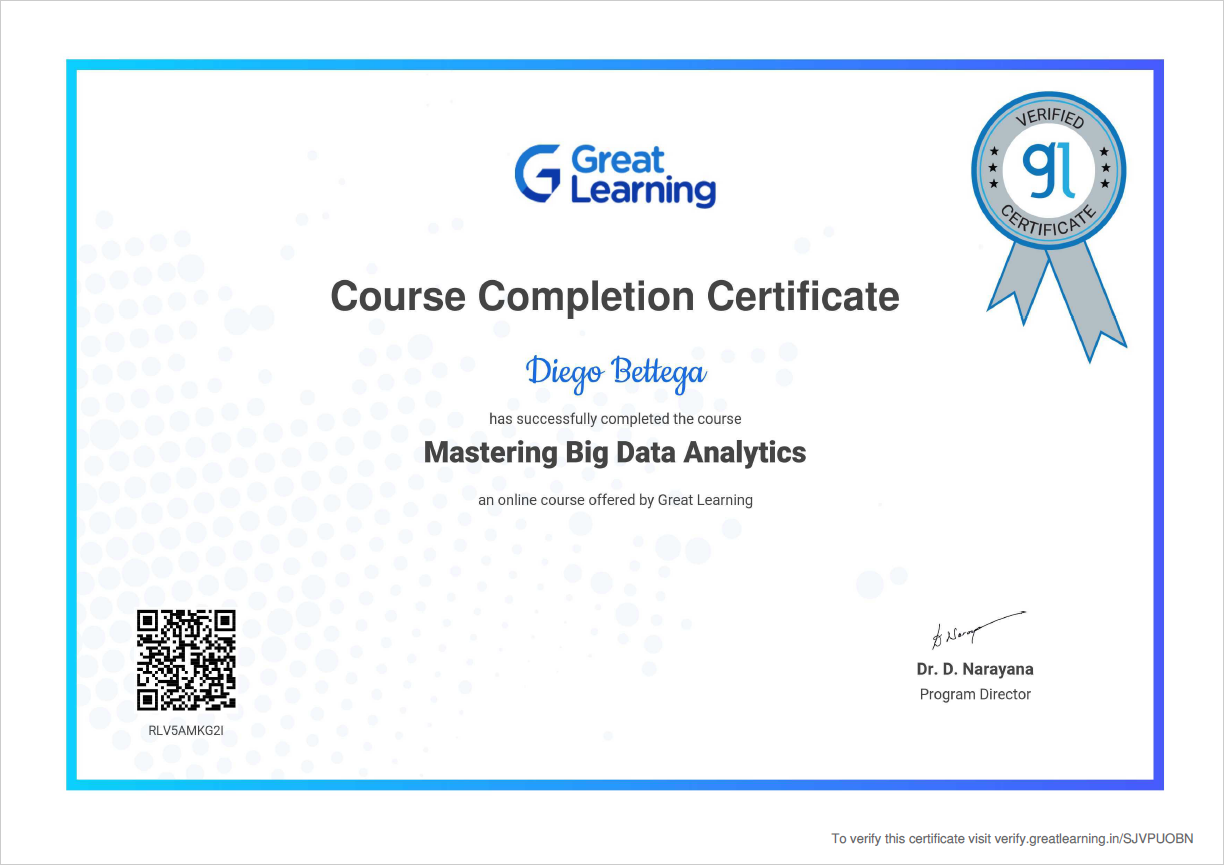 Great
Learning
VERIFIED
gl
CERTIFICATE
Course Completion Certificate
Diego Bettega
has successfully completed the course
Mastering Big Data Analytics
an online course offered by Great Learning
Dr. D. Narayana
Program Director
RLV5AMKG2I
To verify this certificate visit verify.greatlearning.in/SJVPUOBN